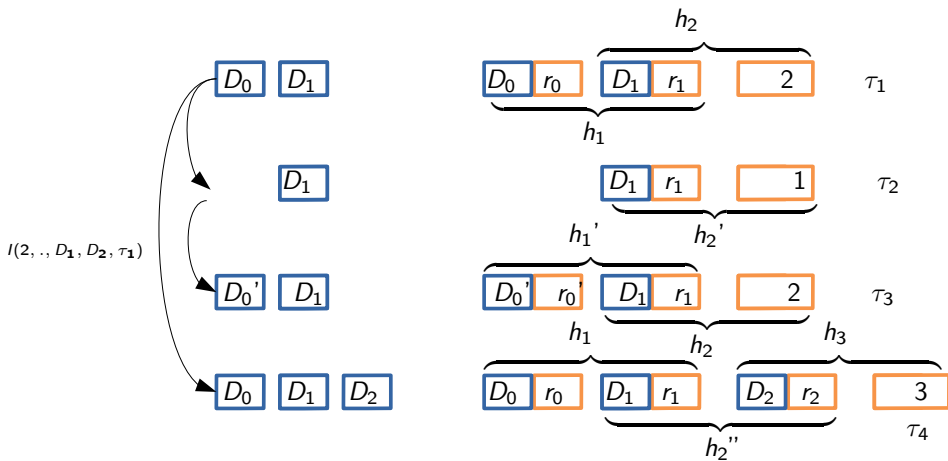 h₂
D₀ D₁ D₀ r₀ D₁ r₁ 2 τ₁
h₁
D₁ D₁ r₁ 1 τ₂
h₂'
I(2, ., D₁, D₂, τ₁)
h₁'
D₀' D₁ D₀' r₀' D₁ r₁ 2 τ₃
h₁ h₂ h₃
D₀ D₁ D₂ D₀ r₀ D₁ r₁ D₂ r₂ 3
τ₄
h₂''